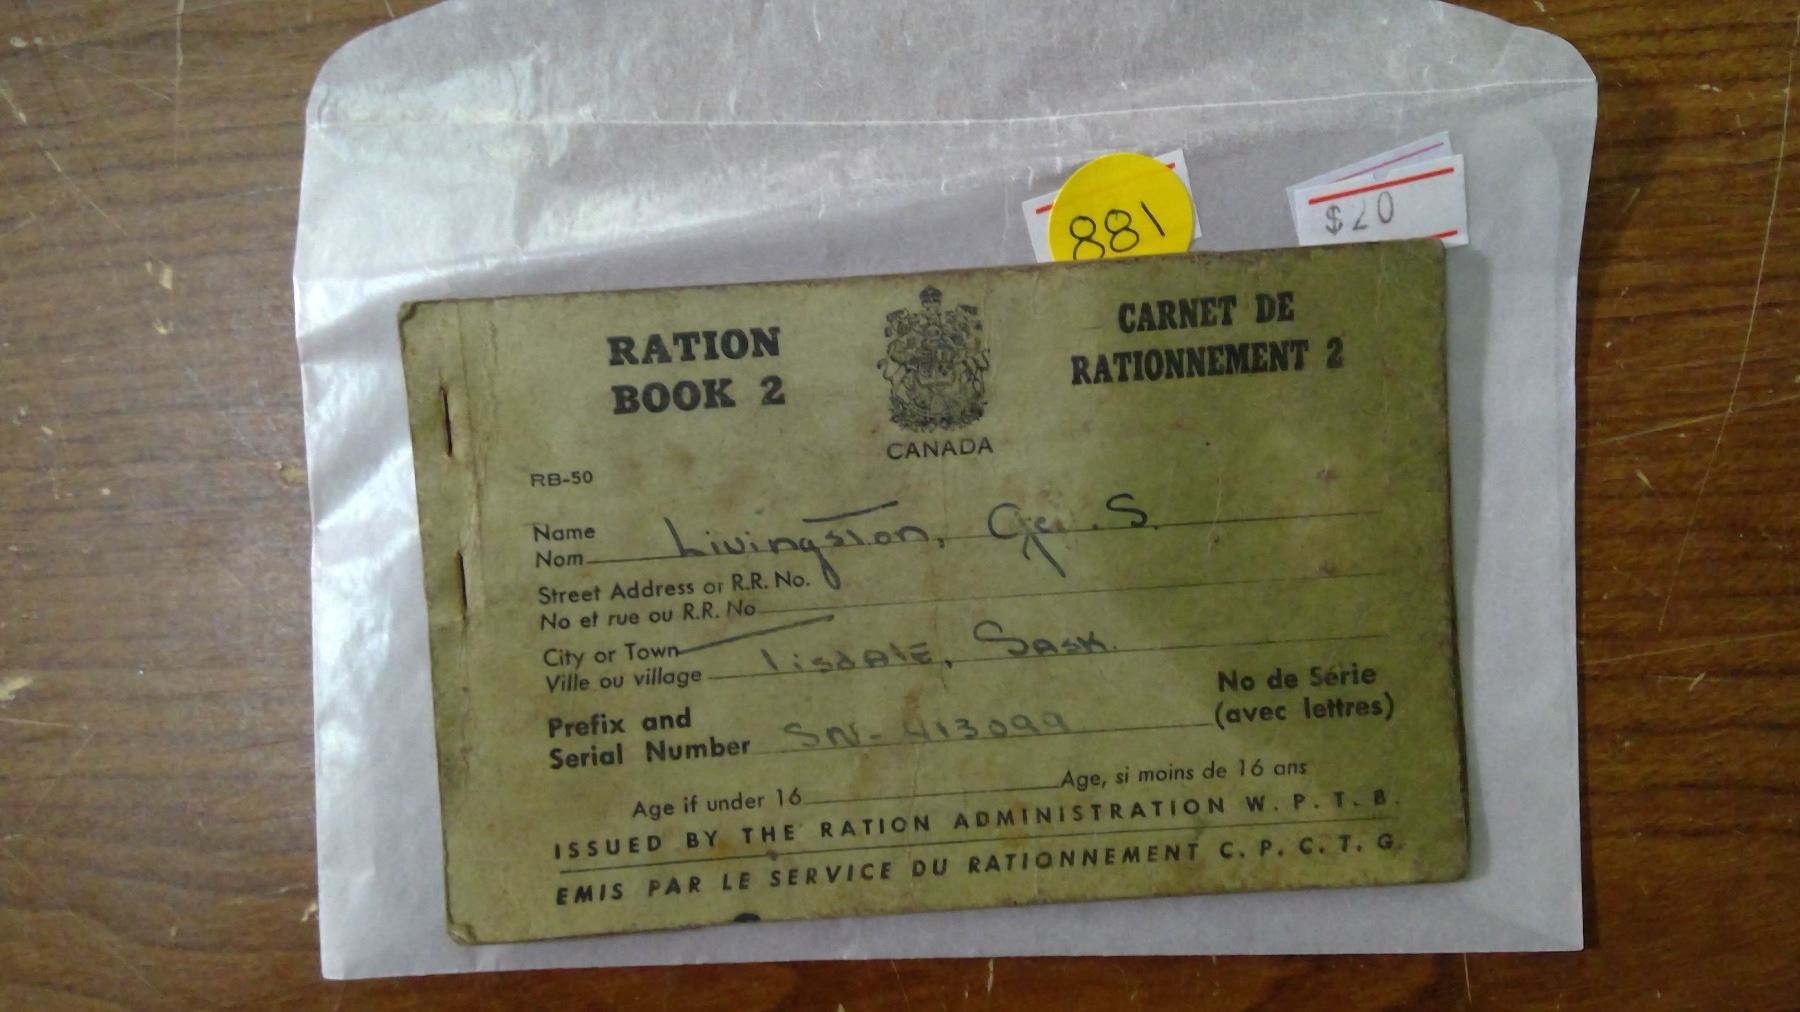 881
$20
RATION
BOOK 2
CANADA
CARNET DE
RATIONNEMENT 2
RB-50
Name
Nom
Livingston, S.
Street Address or R.R. No.
No et rue ou R.R. No
City or Town
Ville ou village
Tisdale, Sask.
Prefix and
Serial Number
SN-413099
No de Série
(avec lettres)
Age if under 16
Age, si moins de 16 ans
ISSUED BY THE RATION ADMINISTRATION W. P. T. B.
EMIS PAR LE SERVICE DU RATIONNEMENT C. P. C. T. G.